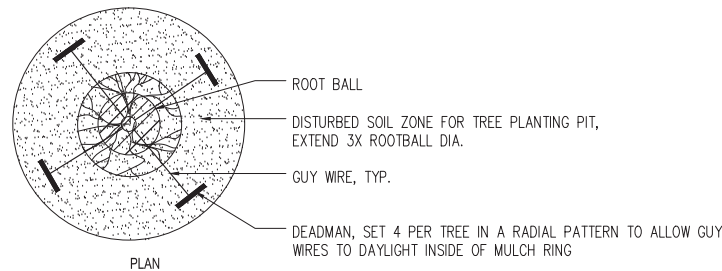 ROOT BALL
DISTURBED SOIL ZONE FOR TREE PLANTING PIT,
EXTEND 3X ROOTBALL DIA.
GUY WIRE, TYP.
DEADMAN, SET 4 PER TREE IN A RADIAL PATTERN TO ALLOW GUY
WIRES TO DAYLIGHT INSIDE OF MULCH RING
PLAN